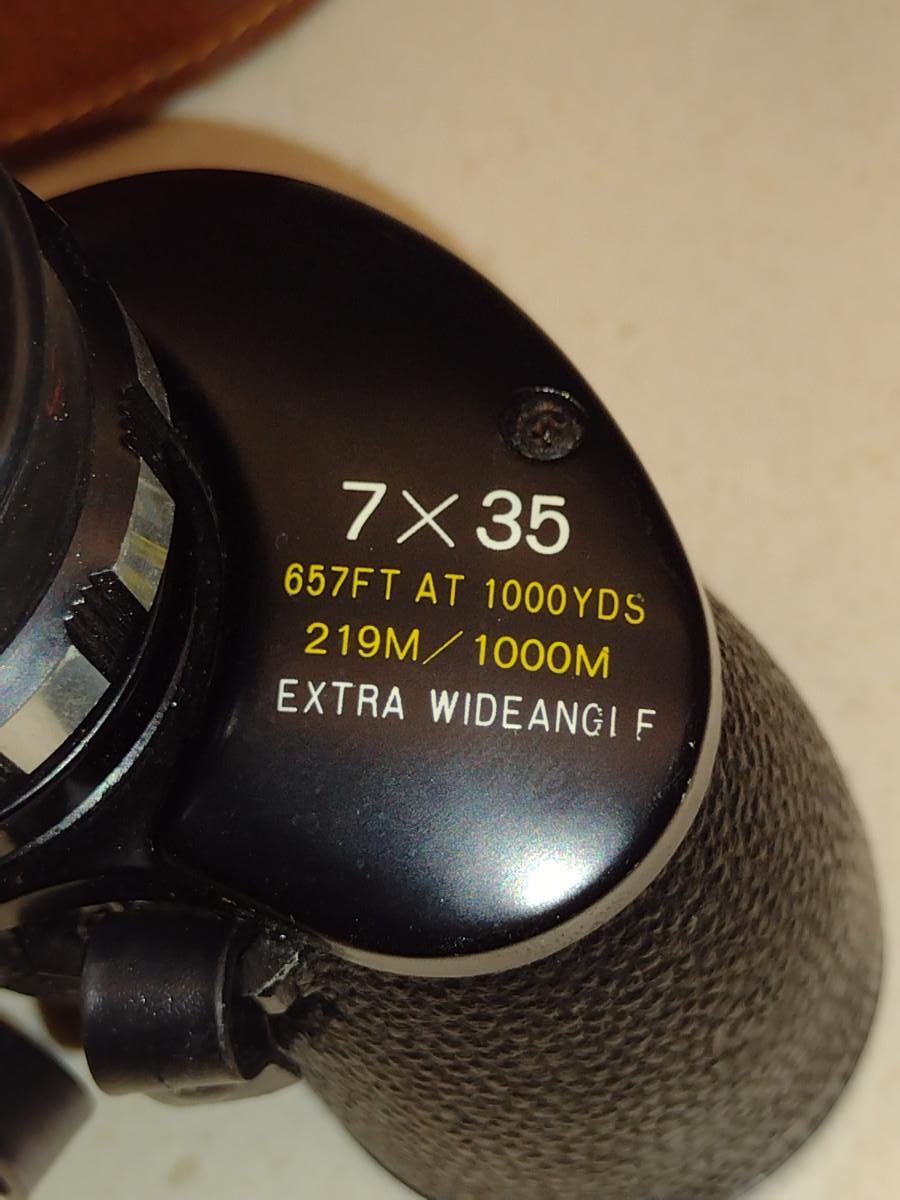 7×35
657FT AT 1000YDS
219M/1000M
EXTRA WIDEANGLE